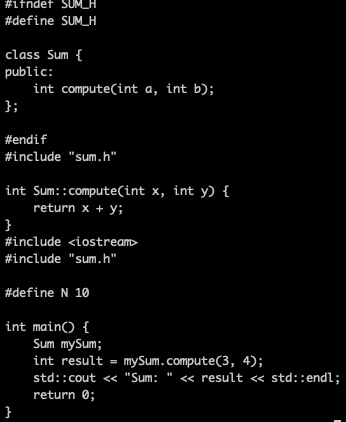 #ifndef SUM_H
#define SUM_H

class Sum {
public:
    int compute(int a, int b);
};

#endif
#include "sum.h"

int Sum::compute(int x, int y) {
    return x + y;
}
#include <iostream>
#include "sum.h"

#define N 10

int main() {
    Sum mySum;
    int result = mySum.compute(3, 4);
    std::cout << "Sum: " << result << std::endl;
    return 0;
}